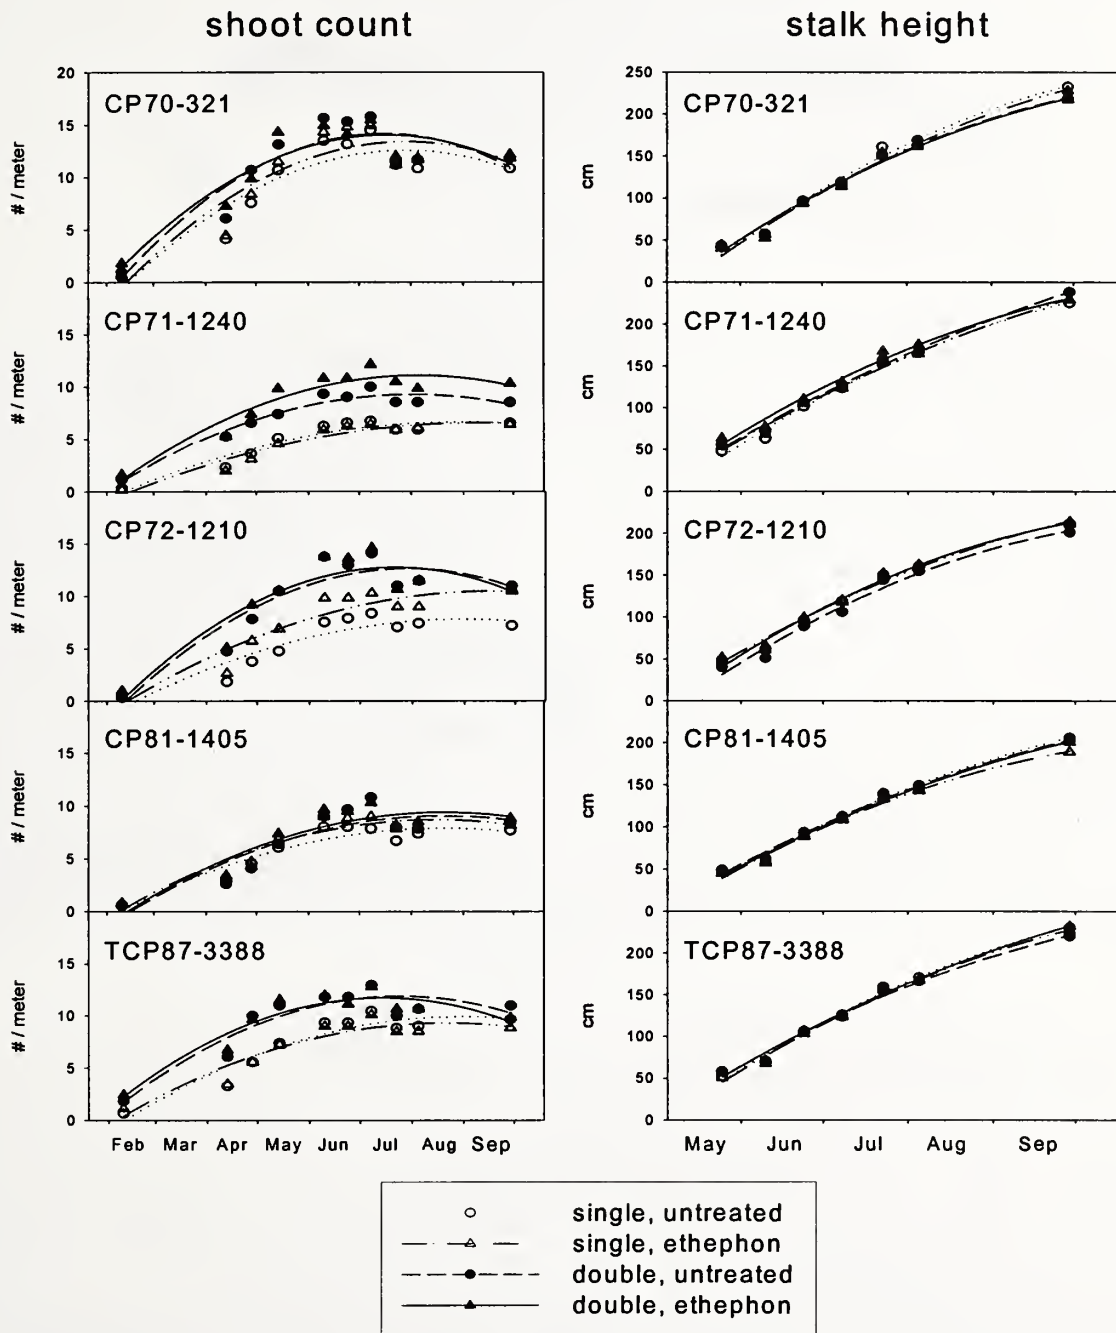 shoot count
stalk height
20
15
10
5
0
# / meter
CP70-321
250
200
150
100
50
0
cm
CP70-321
15
10
5
0
# / meter
CP71-1240
200
150
100
50
0
cm
CP71-1240
15
10
5
0
# / meter
CP72-1210
200
150
100
50
0
cm
CP72-1210
15
10
5
0
# / meter
CP81-1405
200
150
100
50
0
cm
CP81-1405
15
10
5
0
# / meter
TCP87-3388
200
150
100
50
0
cm
TCP87-3388
Feb Mar Apr May Jun Jul Aug Sep
May Jun Jul Aug Sep
single, untreated
single, ethephon
double, untreated
double, ethephon